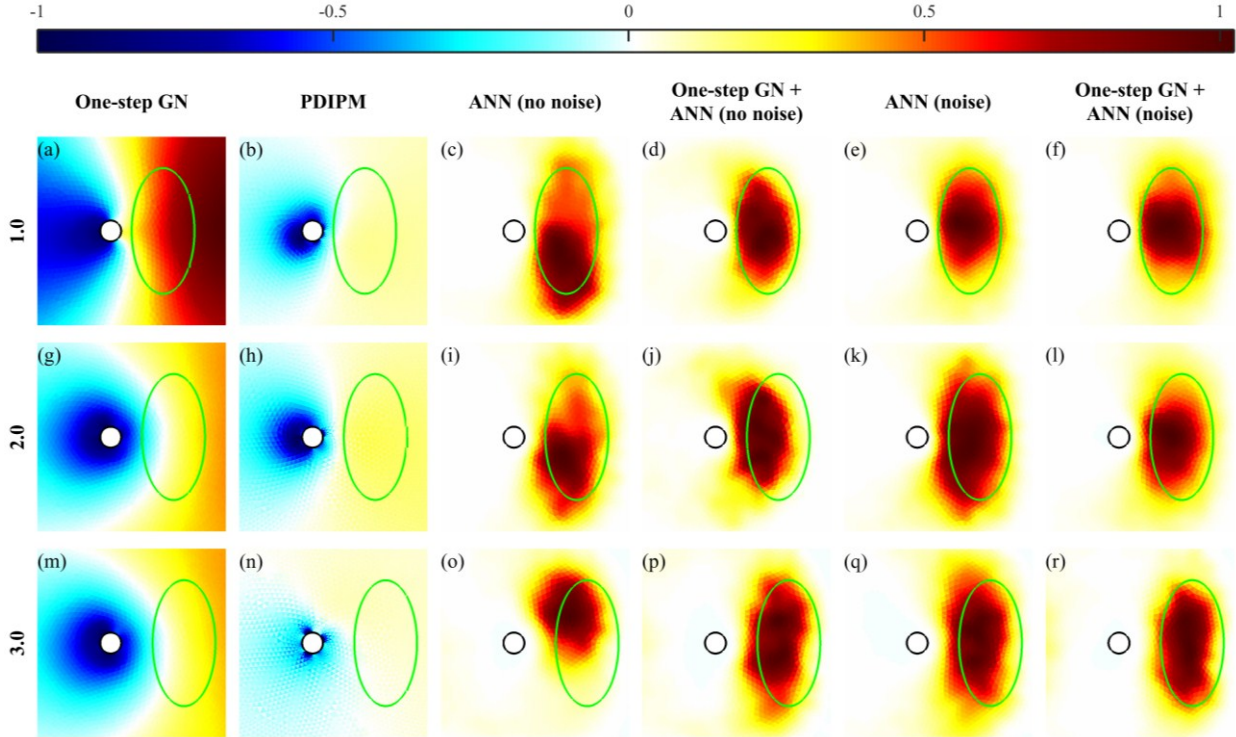 -1 -0.5 0 0.5 1
One-step GN PDIPM ANN (no noise) One-step GN + ANN (noise) One-step GN +
ANN (no noise) ANN (noise)
1.0 (a) (b) (c) (d) (e) (f)
2.0 (g) (h) (i) (j) (k) (l)
3.0 (m) (n) (o) (p) (q) (r)